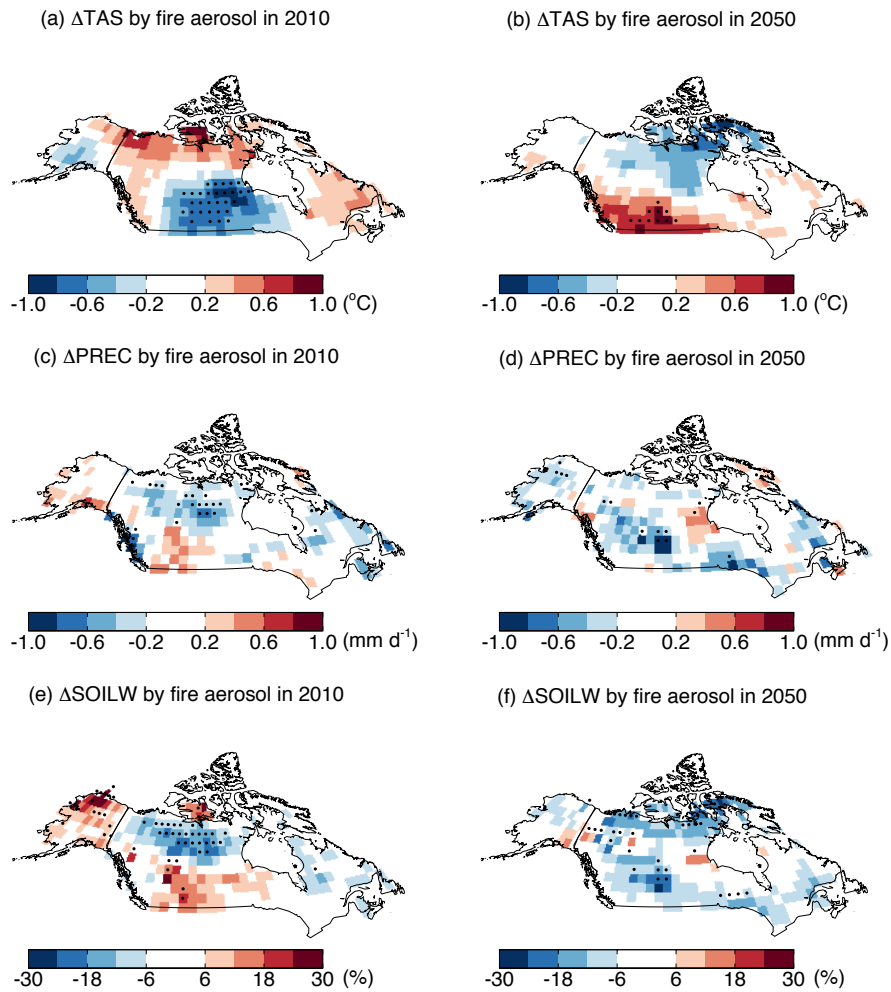 (a) ΔTAS by fire aerosol in 2010
(b) ΔTAS by fire aerosol in 2050
-1.0 -0.6 -0.2 0.2 0.6 1.0 (°C)
-1.0 -0.6 -0.2 0.2 0.6 1.0 (°C)
(c) ΔPREC by fire aerosol in 2010
(d) ΔPREC by fire aerosol in 2050
-1.0 -0.6 -0.2 0.2 0.6 1.0 (mm d⁻¹)
-1.0 -0.6 -0.2 0.2 0.6 1.0 (mm d⁻¹)
(e) ΔSOILW by fire aerosol in 2010
(f) ΔSOILW by fire aerosol in 2050
-30 -18 -6 6 18 30 (%)
-30 -18 -6 6 18 30 (%)